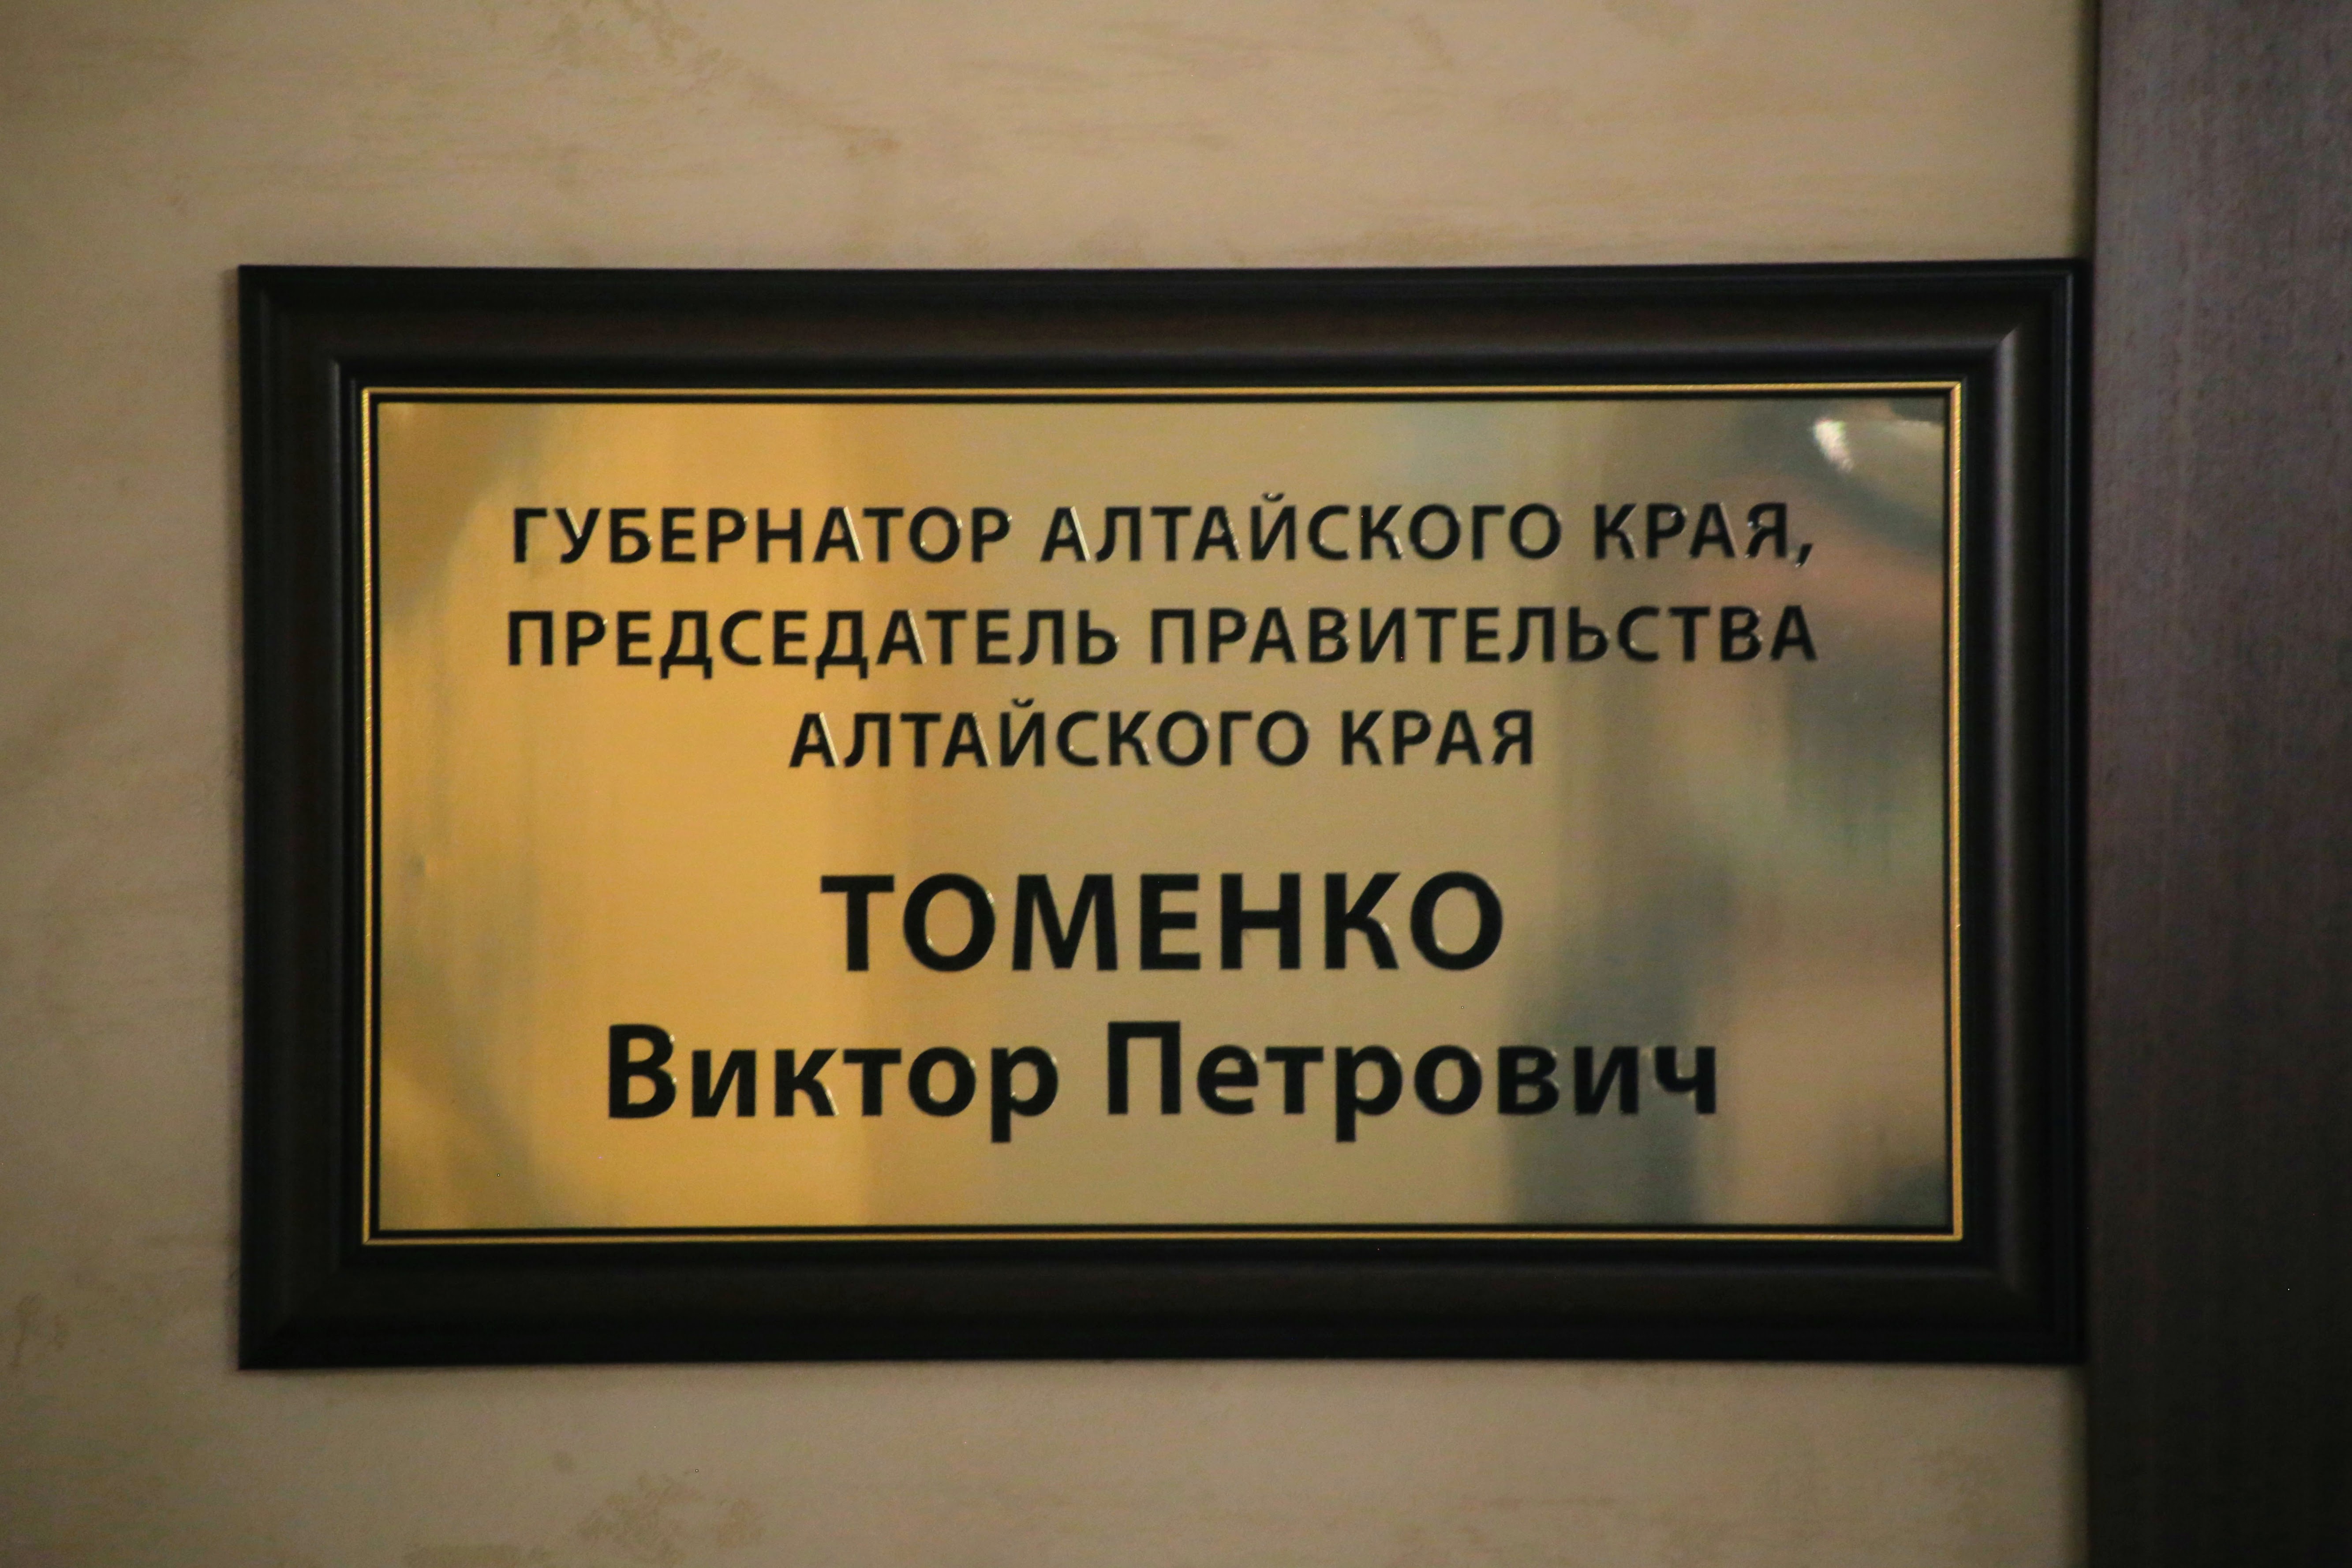 ГУБЕРНАТОР АЛТАЙСКОГО КРАЯ,
ПРЕДСЕДАТЕЛЬ ПРАВИТЕЛЬСТВА
АЛТАЙСКОГО КРАЯ
ТОМЕНКО
Виктор Петрович